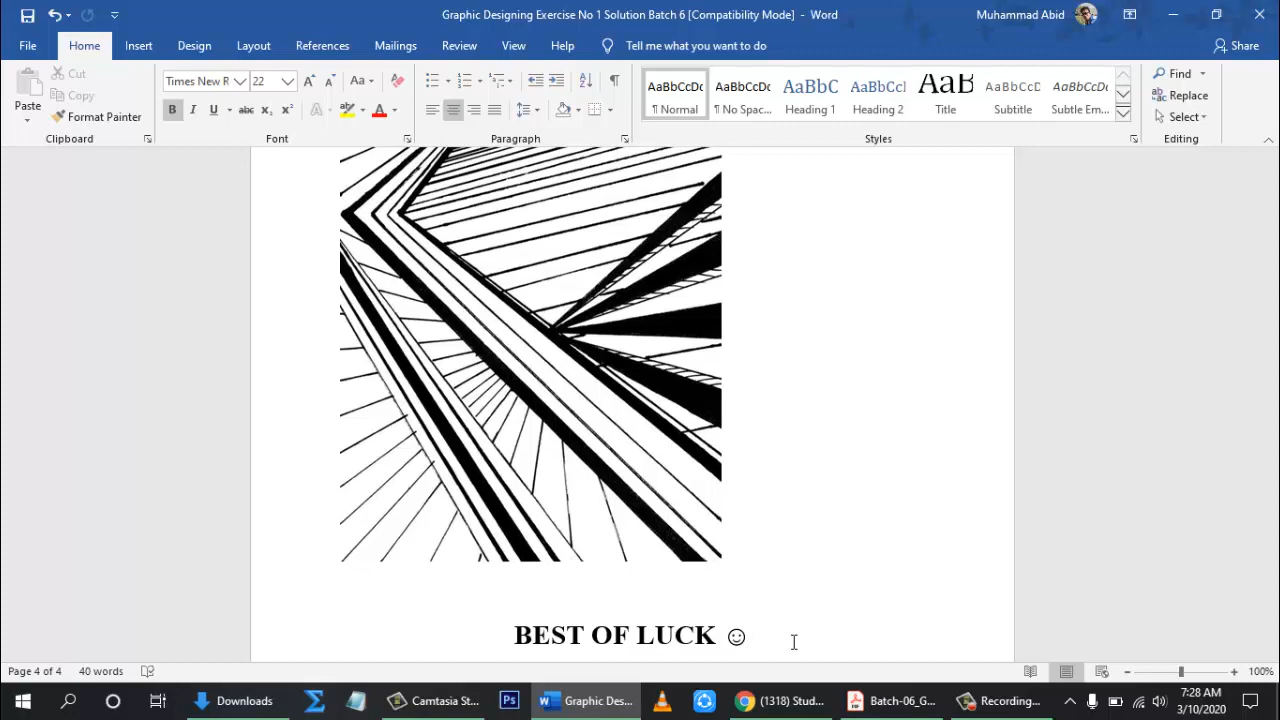 Graphic Designing Exercise No 1 Solution Batch 6 [Compatibility Mode] - Word
Muhammad Abid
File Home Insert Design Layout References Mailings Review View Help Tell me what you want to do Share
Paste
Cut
Copy
Format Painter
Clipboard
Times New R 22
Font
Paragraph
AaBbCcDc AaBbCcDc AaBbC AaBbCcl AaB AaBbCcD AaBbCcDc
¶ Normal ¶ No Spac... Heading 1 Heading 2 Title Subtitle Subtle Em...
Styles
Find
Replace
Select
Editing
BEST OF LUCK ☺
Page 4 of 4 40 words 100%
Downloads Camtasia St... Ps Graphic Des... (1318) Stud... Batch-06_G... Recording...
7:28 AM
3/10/2020